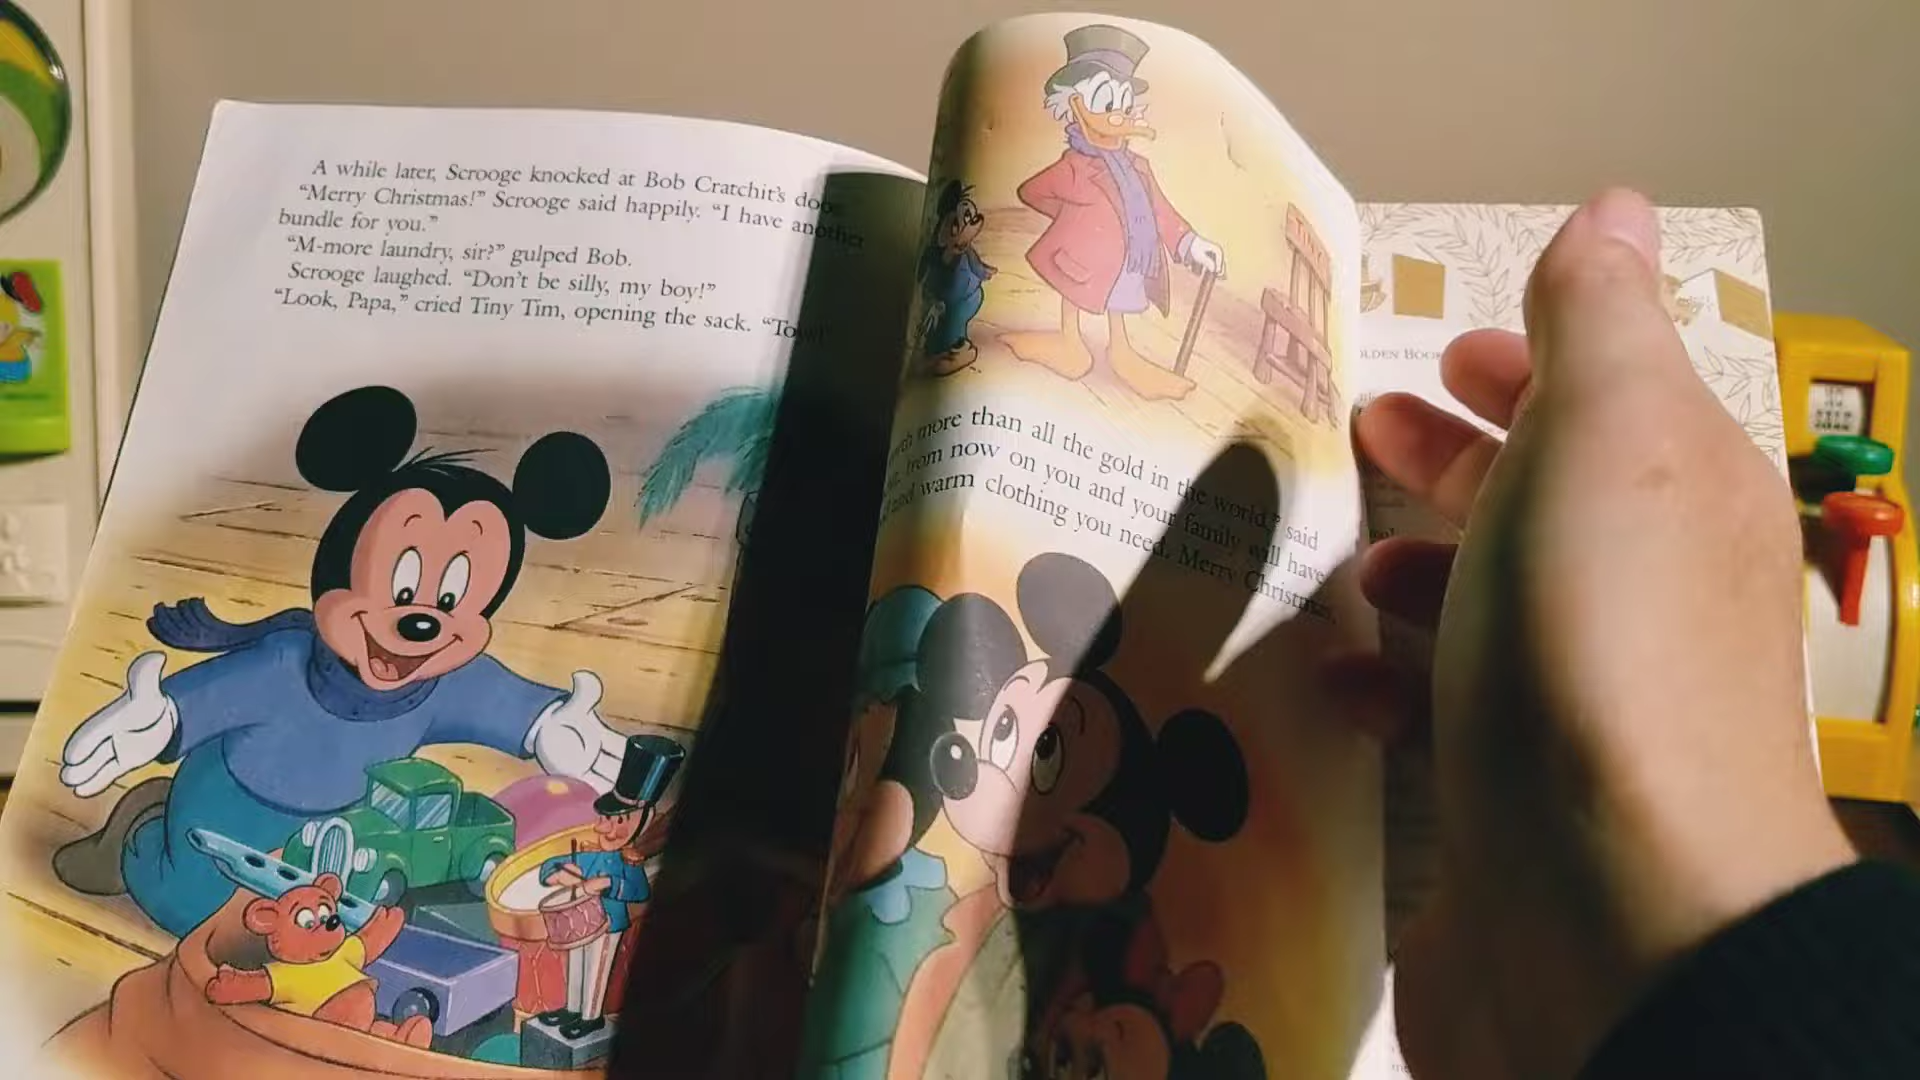 A while later, Scrooge knocked at Bob Cratchit's doo
“Merry Christmas!” Scrooge said happily. “I have another
bundle for you.”
“M-more laundry, sir?” gulped Bob.
Scrooge laughed. “Don't be silly, my boy!”
“Look, Papa,” cried Tiny Tim, opening the sack. “Toys!”
more than all the gold in the world,” said
from now on you and your family will have
warm clothing you need. Merry Christmas,
LDEN BOOK